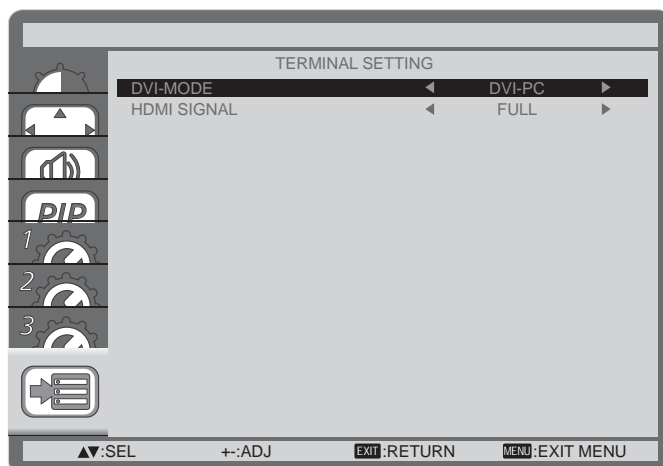 TERMINAL SETTING
DVI-MODE DVI-PC
HDMI SIGNAL FULL
PIP
1
2
3
▲▼:SEL +-:ADJ EXIT:RETURN MENU:EXIT MENU